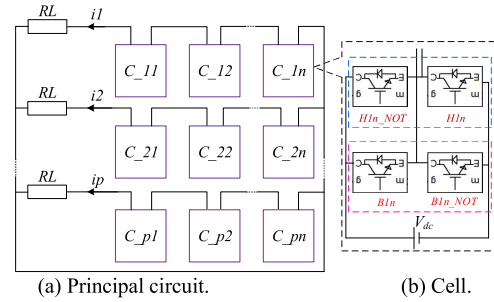 RL i1
C_11 C_12 C_1n
RL i2
C_21 C_22 C_2n
RL ip
C_p1 C_p2 C_pn
C E C E
g m g m
H1n_NOT H1n
C E C E
g m g m
B1n B1n_NOT
Vdc
(a) Principal circuit. (b) Cell.